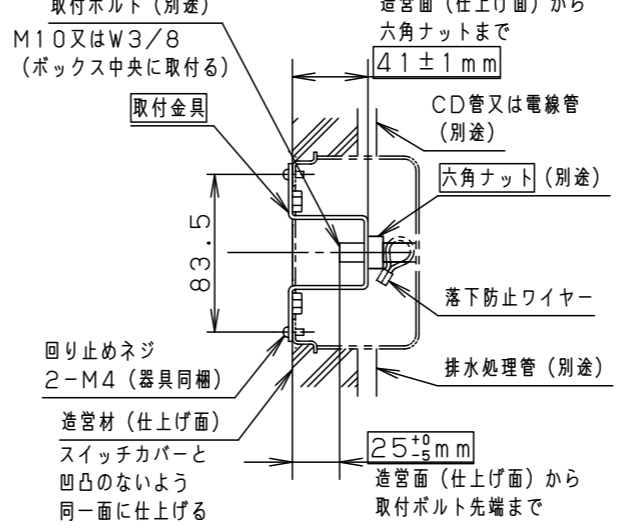 取付ボルト（別途）
M10又はW3/8
（ボックス中央に取付る）
造営面（仕上げ面）から
六角ナットまで
41±1mm
取付金具
CD管又は電線管
（別途）
六角ナット（別途）
83.5
落下防止ワイヤー
回り止めネジ
2-M4（器具同梱）
排水処理管（別途）
造営材（仕上げ面）
スイッチカバーと
凹凸のないよう
同一面に仕上げる
25+0-5mm
造営面（仕上げ面）から
取付ボルト先端まで